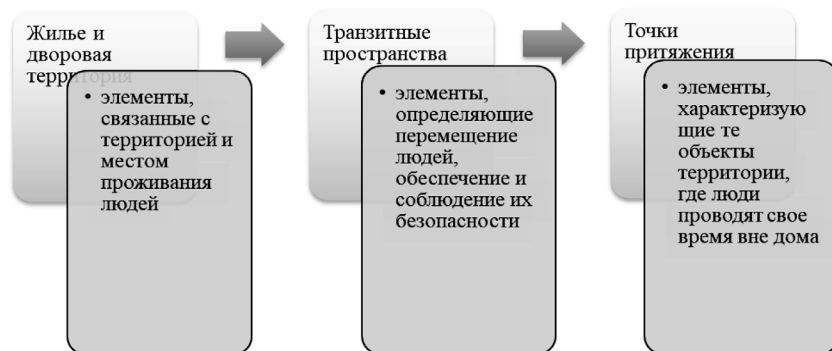 Жилье и
дворовая
территория
• элементы,
связанные с
территорией и
местом
проживания
людей
Транзитные
пространства
• элементы,
определяющие
перемещение
людей,
обеспечение и
соблюдение их
безопасности
Точки
притяжения
• элементы,
характеризую
щие те
объекты
территории,
где люди
проводят свое
время вне дома